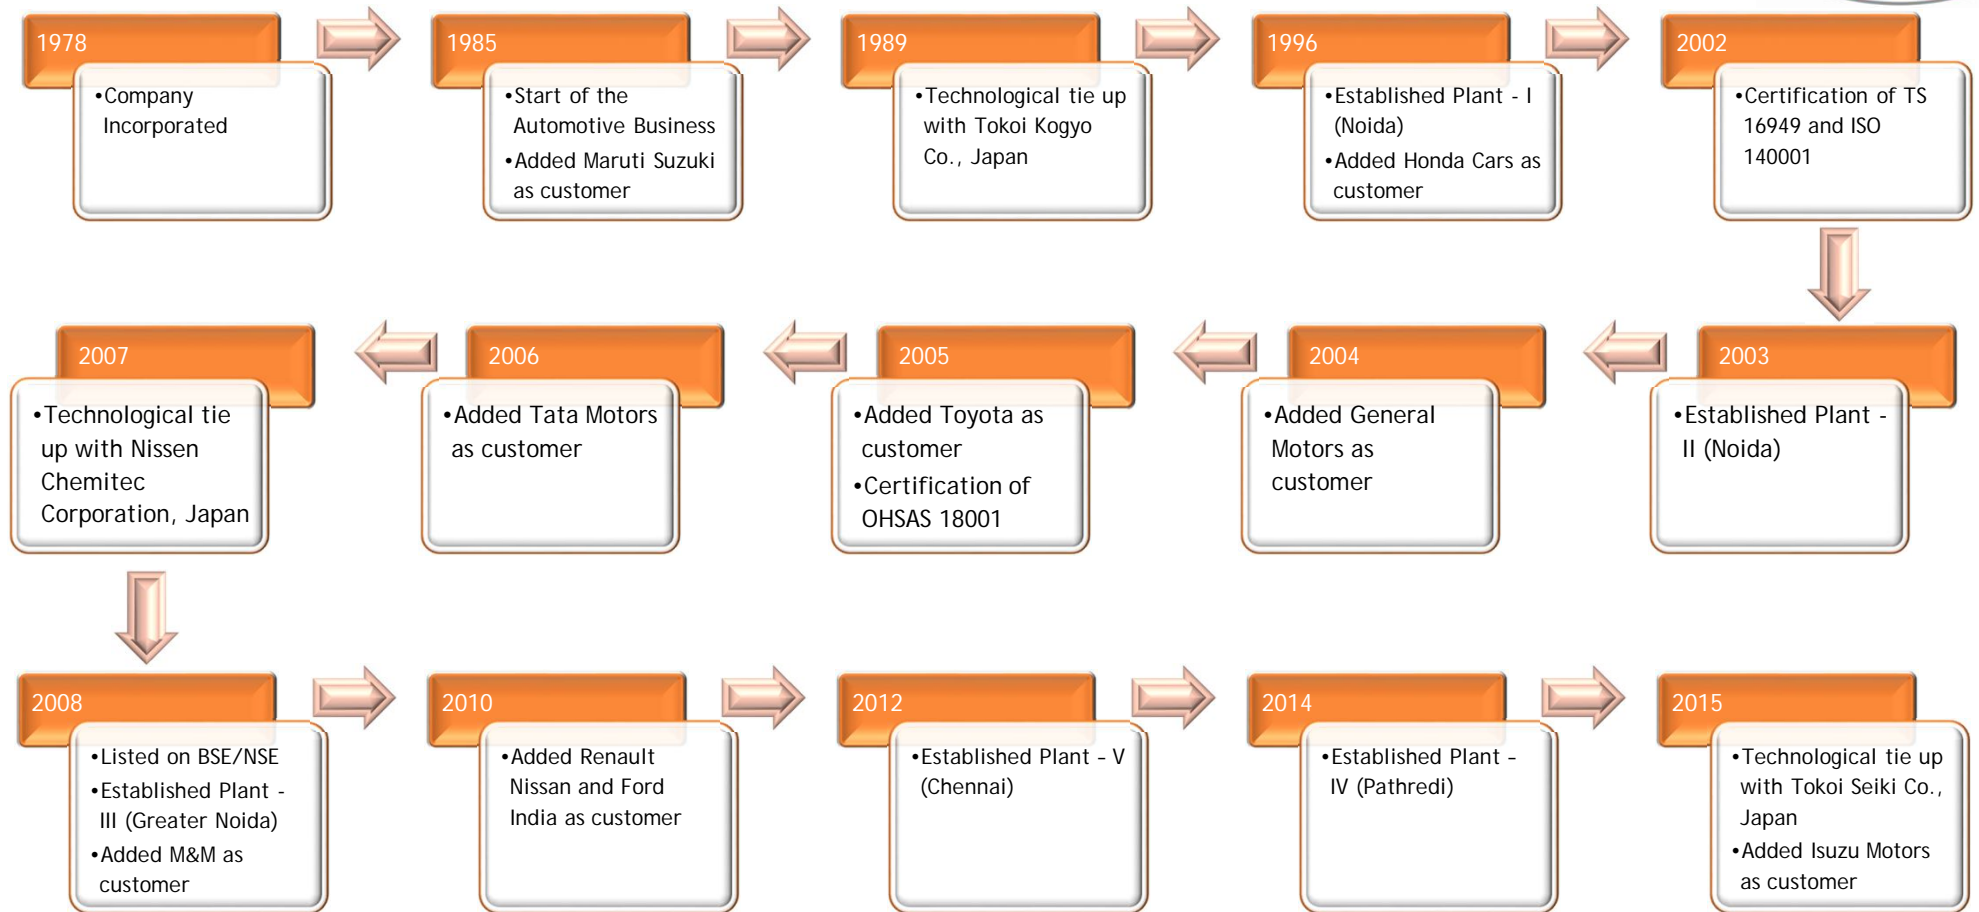 1978
•Company
Incorporated
1985
•Start of the
Automotive Business
•Added Maruti Suzuki
as customer
1989
•Technological tie up
with Tokoi Kogyo
Co., Japan
1996
•Established Plant - I
(Noida)
•Added Honda Cars as
customer
2002
•Certification of TS
16949 and ISO
140001
2003
•Established Plant -
II (Noida)
2004
•Added General
Motors as
customer
2005
•Added Toyota as
customer
•Certification of
OHSAS 18001
2006
•Added Tata Motors
as customer
2007
•Technological tie
up with Nissen
Chemitec
Corporation, Japan
2008
•Listed on BSE/NSE
•Established Plant -
III (Greater Noida)
•Added M&M as
customer
2010
•Added Renault
Nissan and Ford
India as customer
2012
•Established Plant – V
(Chennai)
2014
•Established Plant –
IV (Pathredi)
2015
•Technological tie up
with Tokoi Seiki Co.,
Japan
•Added Isuzu Motors
as customer